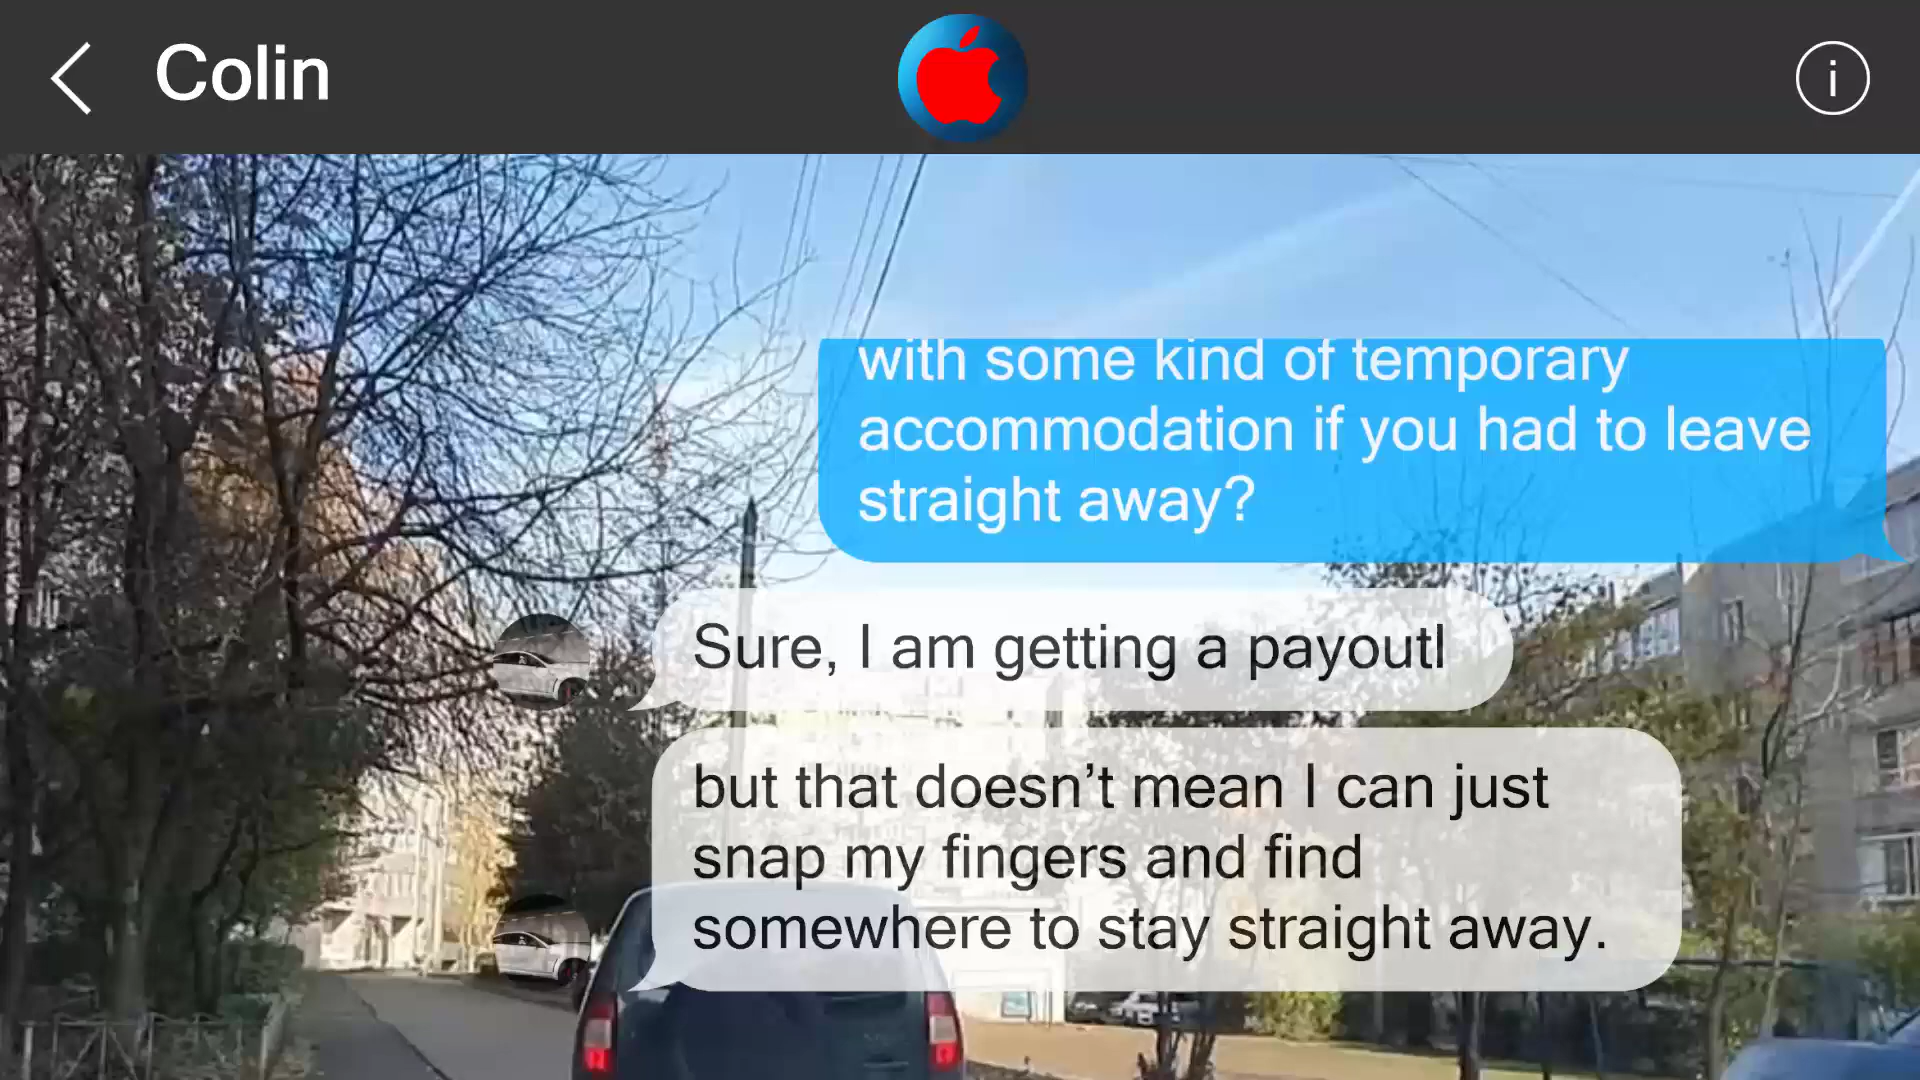 Colin
i
with some kind of temporary
accommodation if you had to leave
straight away?
Sure, I am getting a payoutl
but that doesn’t mean I can just
snap my fingers and find
somewhere to stay straight away.